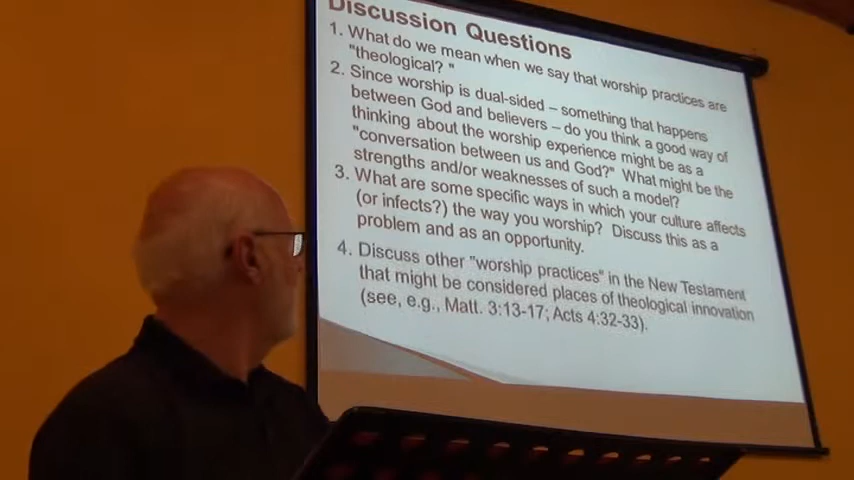 Discussion Questions
1. What do we mean when we say that worship practices are
"theological? "
2. Since worship is dual-sided – something that happens
between God and believers – do you think a good way of
thinking about the worship experience might be as a
"conversation between us and God?" What might be the
strengths and/or weaknesses of such a model?
3. What are some specific ways in which your culture affects
(or infects?) the way you worship? Discuss this as a
problem and as an opportunity.
4. Discuss other "worship practices" in the New Testament
that might be considered places of theological innovation
(see, e.g., Matt. 3:13-17; Acts 4:32-33).